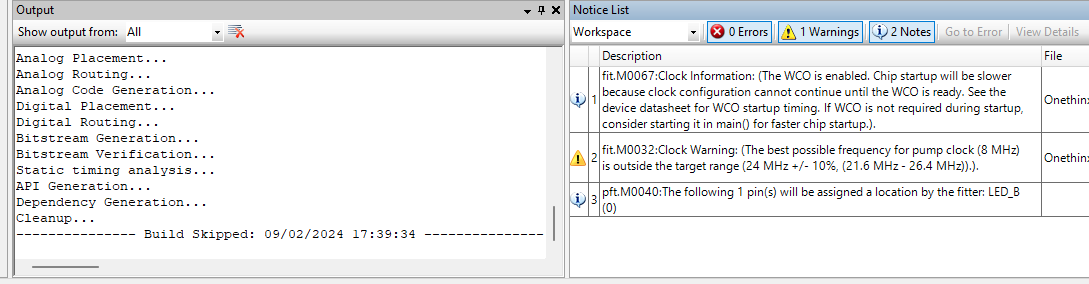 Output
Show output from: All
Analog Placement...
Analog Routing...
Analog Code Generation...
Digital Placement...
Digital Routing...
Bitstream Generation...
Bitstream Verification...
Static timing analysis...
API Generation...
Dependency Generation...
Cleanup...
--------------- Build Skipped: 09/02/2024 17:39:34 ---------------
Notice List
Workspace 0 Errors 1 Warnings 2 Notes Go to Error View Details
Description File
1 fit.M0067:Clock Information: (The WCO is enabled. Chip startup will be slower
because clock configuration cannot continue until the WCO is ready. See the
device datasheet for WCO startup timing. If WCO is not required during startup,
consider starting it in main() for faster chip startup.).
Onethinx
2 fit.M0032:Clock Warning: (The best possible frequency for pump clock (8 MHz)
is outside the target range (24 MHz +/- 10%, (21.6 MHz - 26.4 MHz)).).
Onethinx
3 pft.M0040:The following 1 pin(s) will be assigned a location by the fitter: LED_B
(0)